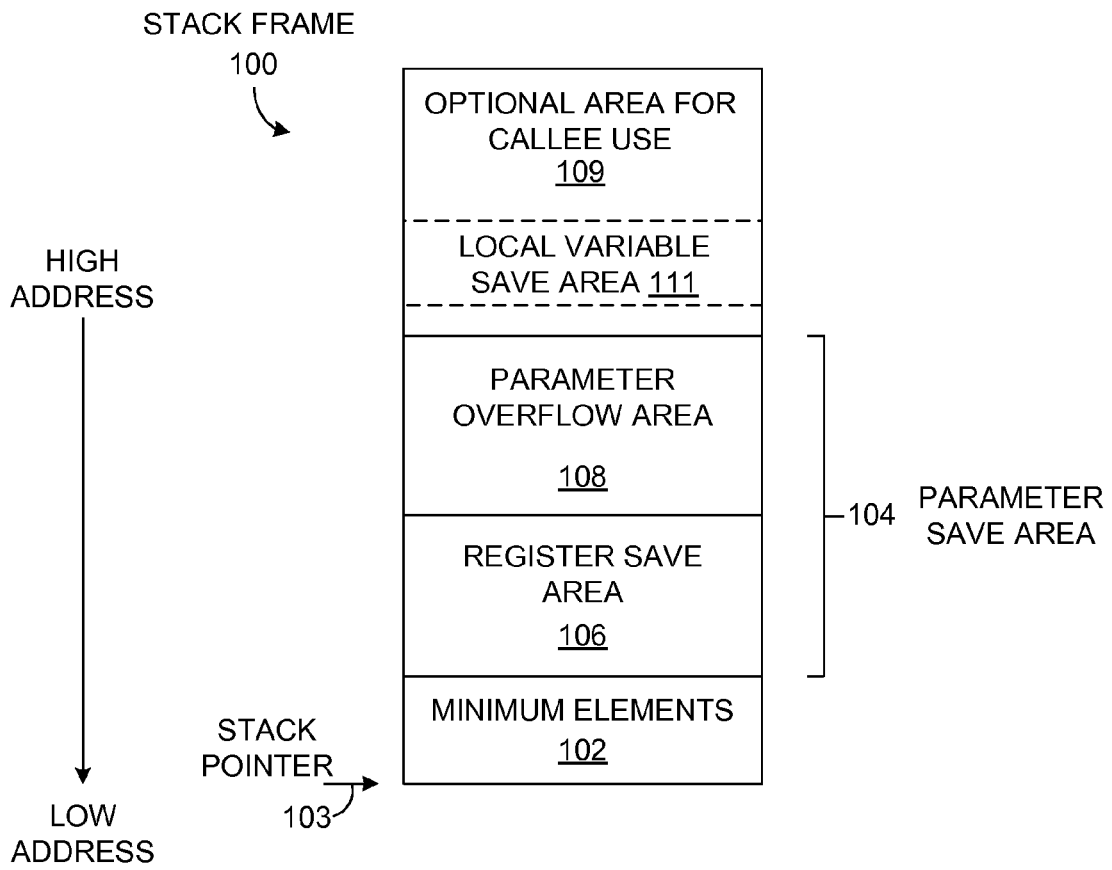 STACK FRAME
100
OPTIONAL AREA FOR
CALLEE USE
109
LOCAL VARIABLE
SAVE AREA 111
HIGH
ADDRESS
PARAMETER
OVERFLOW AREA
108
104
PARAMETER
SAVE AREA
REGISTER SAVE
AREA
106
MINIMUM ELEMENTS
102
STACK
POINTER
103
LOW
ADDRESS